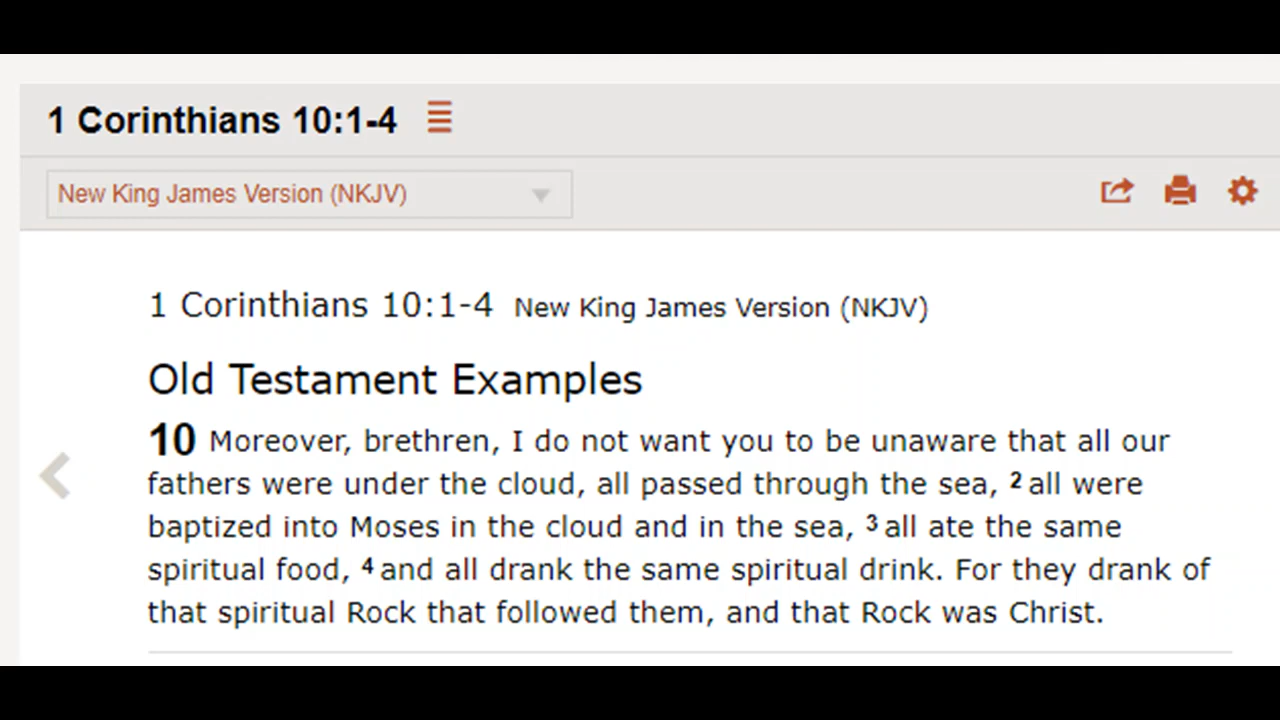 1 Corinthians 10:1-4
New King James Version (NKJV)
1 Corinthians 10:1-4 New King James Version (NKJV)
Old Testament Examples
10 Moreover, brethren, I do not want you to be unaware that all our
fathers were under the cloud, all passed through the sea, 2 all were
baptized into Moses in the cloud and in the sea, 3 all ate the same
spiritual food, 4 and all drank the same spiritual drink. For they drank of
that spiritual Rock that followed them, and that Rock was Christ.